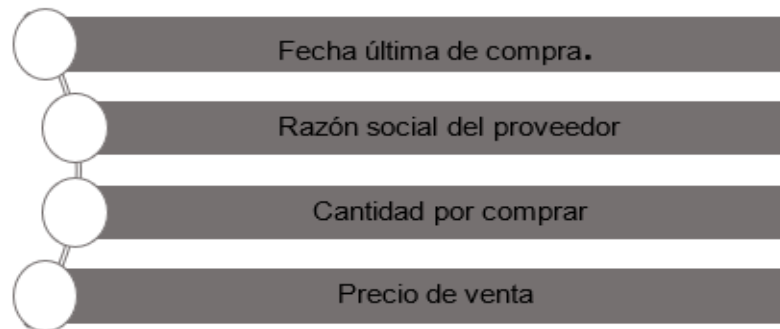 Fecha última de compra.
Razón social del proveedor
Cantidad por comprar
Precio de venta